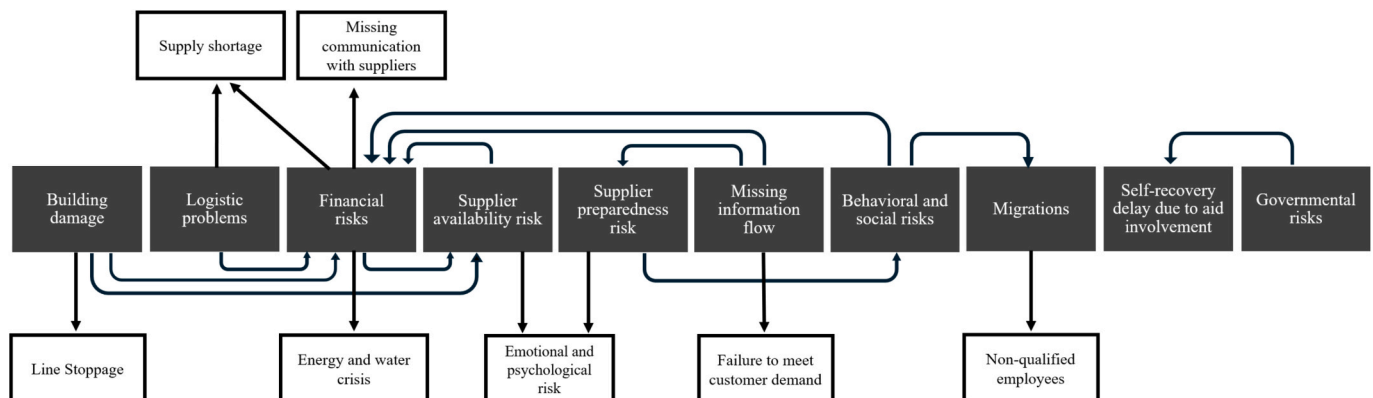 Supply shortage
Missing
communication
with suppliers
Building
damage
Logistic
problems
Financial
risks
Supplier
availability risk
Supplier
preparedness
risk
Missing
information
flow
Behavioral and
social risks
Migrations
Self-recovery
delay due to aid
involvement
Governmental
risks
Line Stoppage
Energy and water
crisis
Emotional and
psychological
risk
Failure to meet
customer demand
Non-qualified
employees